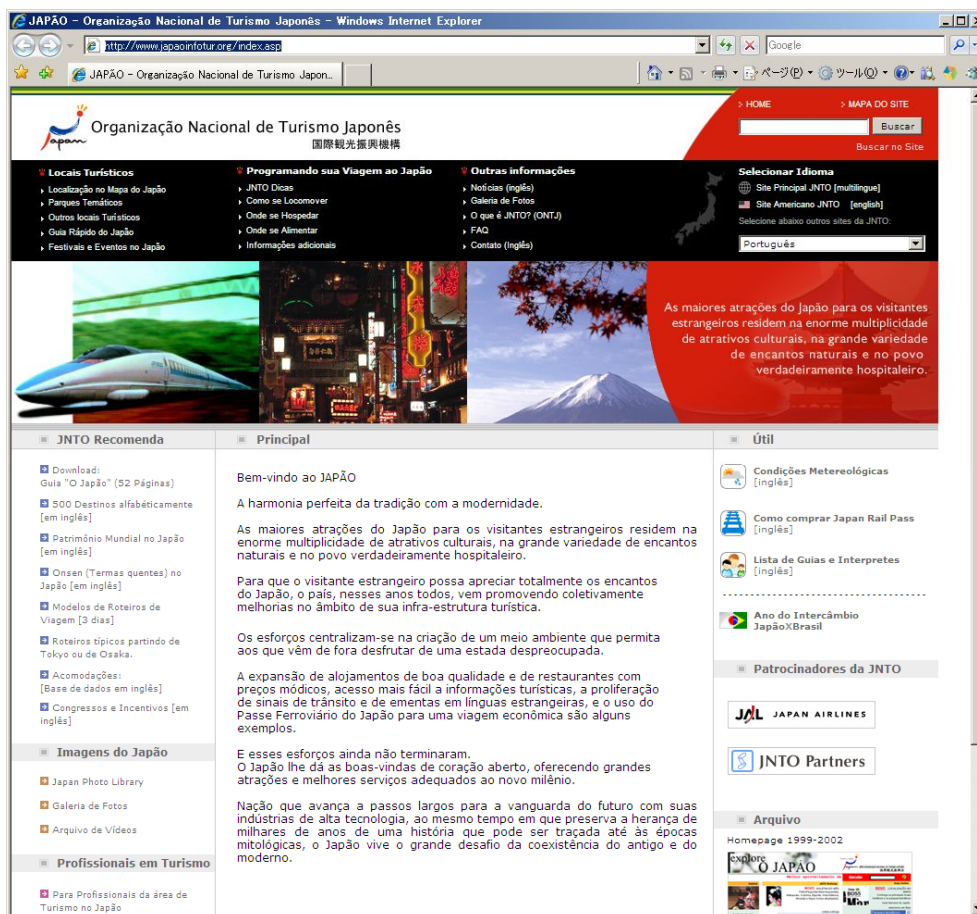 JAPÃO - Organização Nacional de Turismo Japonês - Windows Internet Explorer
http://www.japaoinfotur.org/index.asp
Google
JAPÃO - Organização Nacional de Turismo Japon...
ページ(P)
ツール(O)
Japan
Organização Nacional de Turismo Japonês
国際観光振興機構
> HOME
> MAPA DO SITE
Buscar
Buscar no Site
Locais Turísticos
Localização no Mapa do Japão
Parques Temáticos
Outros locais Turísticos
Guia Rápido do Japão
Festivais e Eventos no Japão
Programando sua Viagem ao Japão
JNTO Dicas
Como se Locomover
Onde se Hospedar
Onde se Alimentar
Informações adicionais
Outras informações
Notícias (inglês)
Galeria de Fotos
O que é JNTO? (ONTJ)
FAQ
Contato (Inglês)
Selecionar Idioma
Site Principal JNTO [multilingue]
Site Americano JNTO [english]
Selecione abaixo outros sites da JNTO:
Português
As maiores atrações do Japão para os visitantes
estrangeiros residem na enorme multiplicidade
de atrativos culturais, na grande variedade
de encantos naturais e no povo
verdadeiramente hospitaleiro.
JNTO Recomenda
Download:
Guia "O Japão" (52 Páginas)
500 Destinos alfabéticamente
[em inglês]
Patrimônio Mundial no Japão
[em inglês]
Onsen (Termas quentes) no
Japão [em inglês]
Modelos de Roteiros de
Viagem [3 dias]
Roteiros típicos partindo de
Tokyo ou de Osaka.
Acomodações:
[Base de dados em inglês]
Congressos e Incentivos [em
inglês]
Imagens do Japão
Japan Photo Library
Galeria de Fotos
Arquivo de Vídeos
Profissionais em Turismo
Para Profissionais da área de
Turismo no Japão
Principal
Bem-vindo ao JAPÃO
A harmonia perfeita da tradição com a modernidade.
As maiores atrações do Japão para os visitantes estrangeiros residem na
enorme multiplicidade de atrativos culturais, na grande variedade de encantos
naturais e no povo verdadeiramente hospitaleiro.
Para que o visitante estrangeiro possa apreciar totalmente os encantos
do Japão, o país, nesses anos todos, vem promovendo coletivamente
melhorias no âmbito de sua infra-estrutura turística.
Os esforços centralizam-se na criação de um meio ambiente que permita
aos que vêm de fora desfrutar de uma estada despreocupada.
A expansão de alojamentos de boa qualidade e de restaurantes com
preços módicos, acesso mais fácil a informações turísticas, a proliferação
de sinais de trânsito e de ementas em línguas estrangeiras, e o uso do
Passe Ferroviário do Japão para uma viagem econômica são alguns
exemplos.
E esses esforços ainda não terminaram.
O Japão lhe dá as boas-vindas de coração aberto, oferecendo grandes
atrações e melhores serviços adequados ao novo milênio.
Nação que avança a passos largos para a vanguarda do futuro com suas
indústrias de alta tecnologia, ao mesmo tempo em que preserva a herança de
milhares de anos de uma história que pode ser traçada até às épocas
mitológicas, o Japão vive o grande desafio da coexistência do antigo e do
moderno.
Útil
Condições Metereológicas
[inglês]
Como comprar Japan Rail Pass
[inglês]
Lista de Guias e Interpretes
[inglês]
Ano do Intercâmbio
JapãoXBrasil
Patrocinadores da JNTO
JAL JAPAN AIRLINES
JNTO Partners
Arquivo
Homepage 1999-2002
explore
O JAPÃO